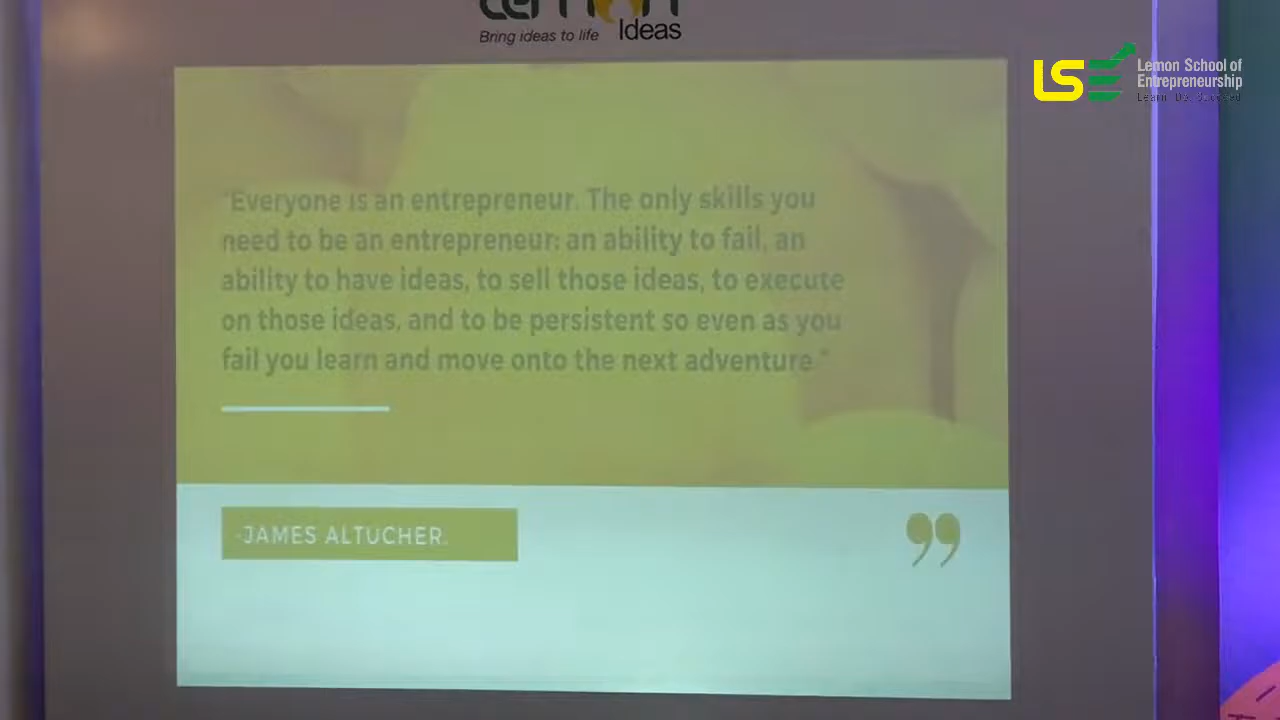 Bring ideas to life Ideas
LSE Lemon School of
Entrepreneurship
"Everyone is an entrepreneur. The only skills you
need to be an entrepreneur: an ability to fail, an
ability to have ideas, to sell those ideas, to execute
on those ideas, and to be persistent so even as you
fail you learn and move onto the next adventure."
-JAMES ALTUCHER.